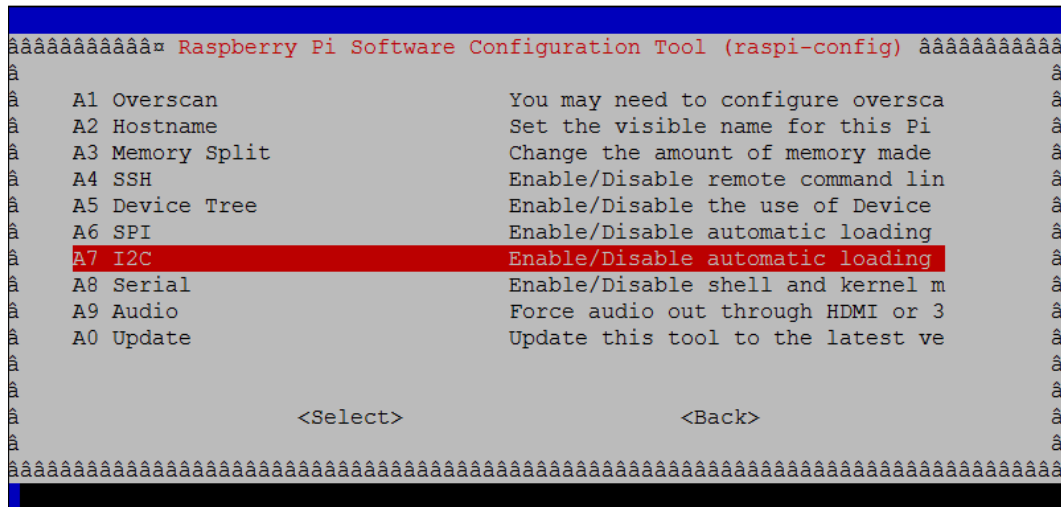 âââââââââââ¤ Raspberry Pi Software Configuration Tool (raspi-config) âââââââââââ
â â
â A1 Overscan You may need to configure oversca â
â A2 Hostname Set the visible name for this Pi â
â A3 Memory Split Change the amount of memory made â
â A4 SSH Enable/Disable remote command lin â
â A5 Device Tree Enable/Disable the use of Device â
â A6 SPI Enable/Disable automatic loading â
â A7 I2C Enable/Disable automatic loading â
â A8 Serial Enable/Disable shell and kernel m â
â A9 Audio Force audio out through HDMI or 3 â
â A0 Update Update this tool to the latest ve â
â â
â â
â <Select> <Back> â
â â
ââââââââââââââââââââââââââââââââââââââââââââââââââââââââââââââââââââââââââââââââ